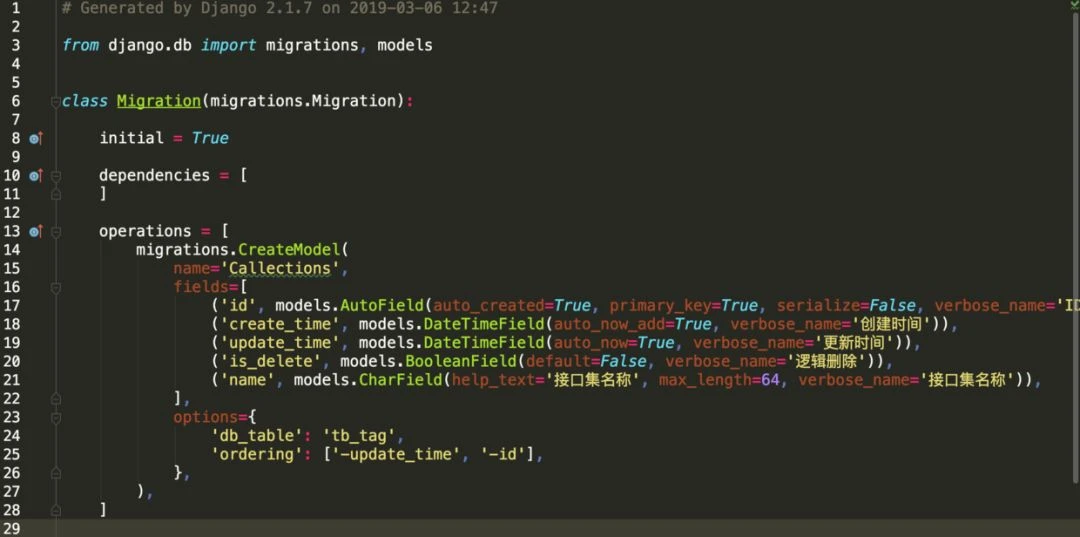 1 # Generated by Django 2.1.7 on 2019-03-06 12:47
2
3 from django.db import migrations, models
4
5
6 class Migration(migrations.Migration):
7
8 initial = True
9
10 dependencies = [
11 ]
12
13 operations = [
14 migrations.CreateModel(
15 name='Callections',
16 fields=[
17 ('id', models.AutoField(auto_created=True, primary_key=True, serialize=False, verbose_name='ID
18 ('create_time', models.DateTimeField(auto_now_add=True, verbose_name='创建时间')),
19 ('update_time', models.DateTimeField(auto_now=True, verbose_name='更新时间')),
20 ('is_delete', models.BooleanField(default=False, verbose_name='逻辑删除')),
21 ('name', models.CharField(help_text='接口集名称', max_length=64, verbose_name='接口集名称')),
22 ],
23 options={
24 'db_table': 'tb_tag',
25 'ordering': ['-update_time', '-id'],
26 },
27 ),
28 ]
29